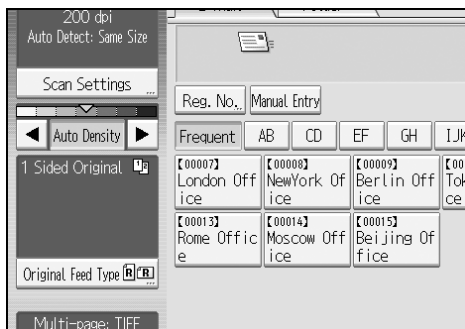 200 dpi
Auto Detect: Same Size
Scan Settings
Reg. No.
Manual Entry
Auto Density
Frequent
AB
CD
EF
GH
IJK
1 Sided Original
【00007】
London Off
ice
【00008】
NewYork Of
ice
【00009】
Berlin Off
ice
【00013】
Rome Offic
e
【00014】
Moscow Off
ice
【00015】
Beijing Of
fice
Original Feed Type
Multi-page: TIFF